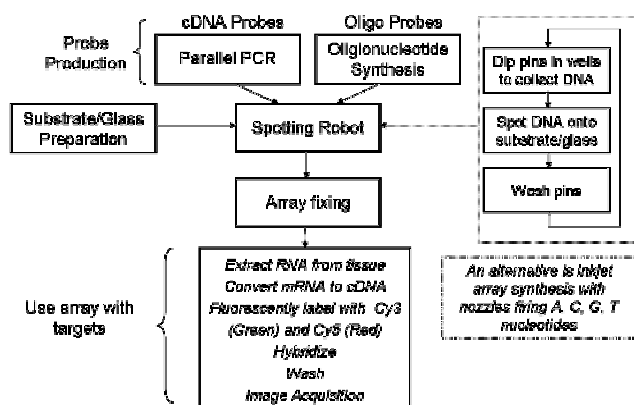 cDNA Probes
Oligo Probes
Probe
Production
Parallel PCR
Oliglonucleotide
Synthesis
Dip pins in wells
to collect DNA
Substrate/Glass
Preparation
Spotting Robot
Spot DNA onto
substrate/glass
Wash pins
Array fixing
Use array with
targets
Extract RNA from tissue
Convert mRNA to cDNA
Fluorescently label with Cy3
(Green) and Cy5 (Red)
Hybridize
Wash
Image Acquisition
An alternative is inkjet
array synthesis with
nozzles firing A, C, G, T
nucleotides